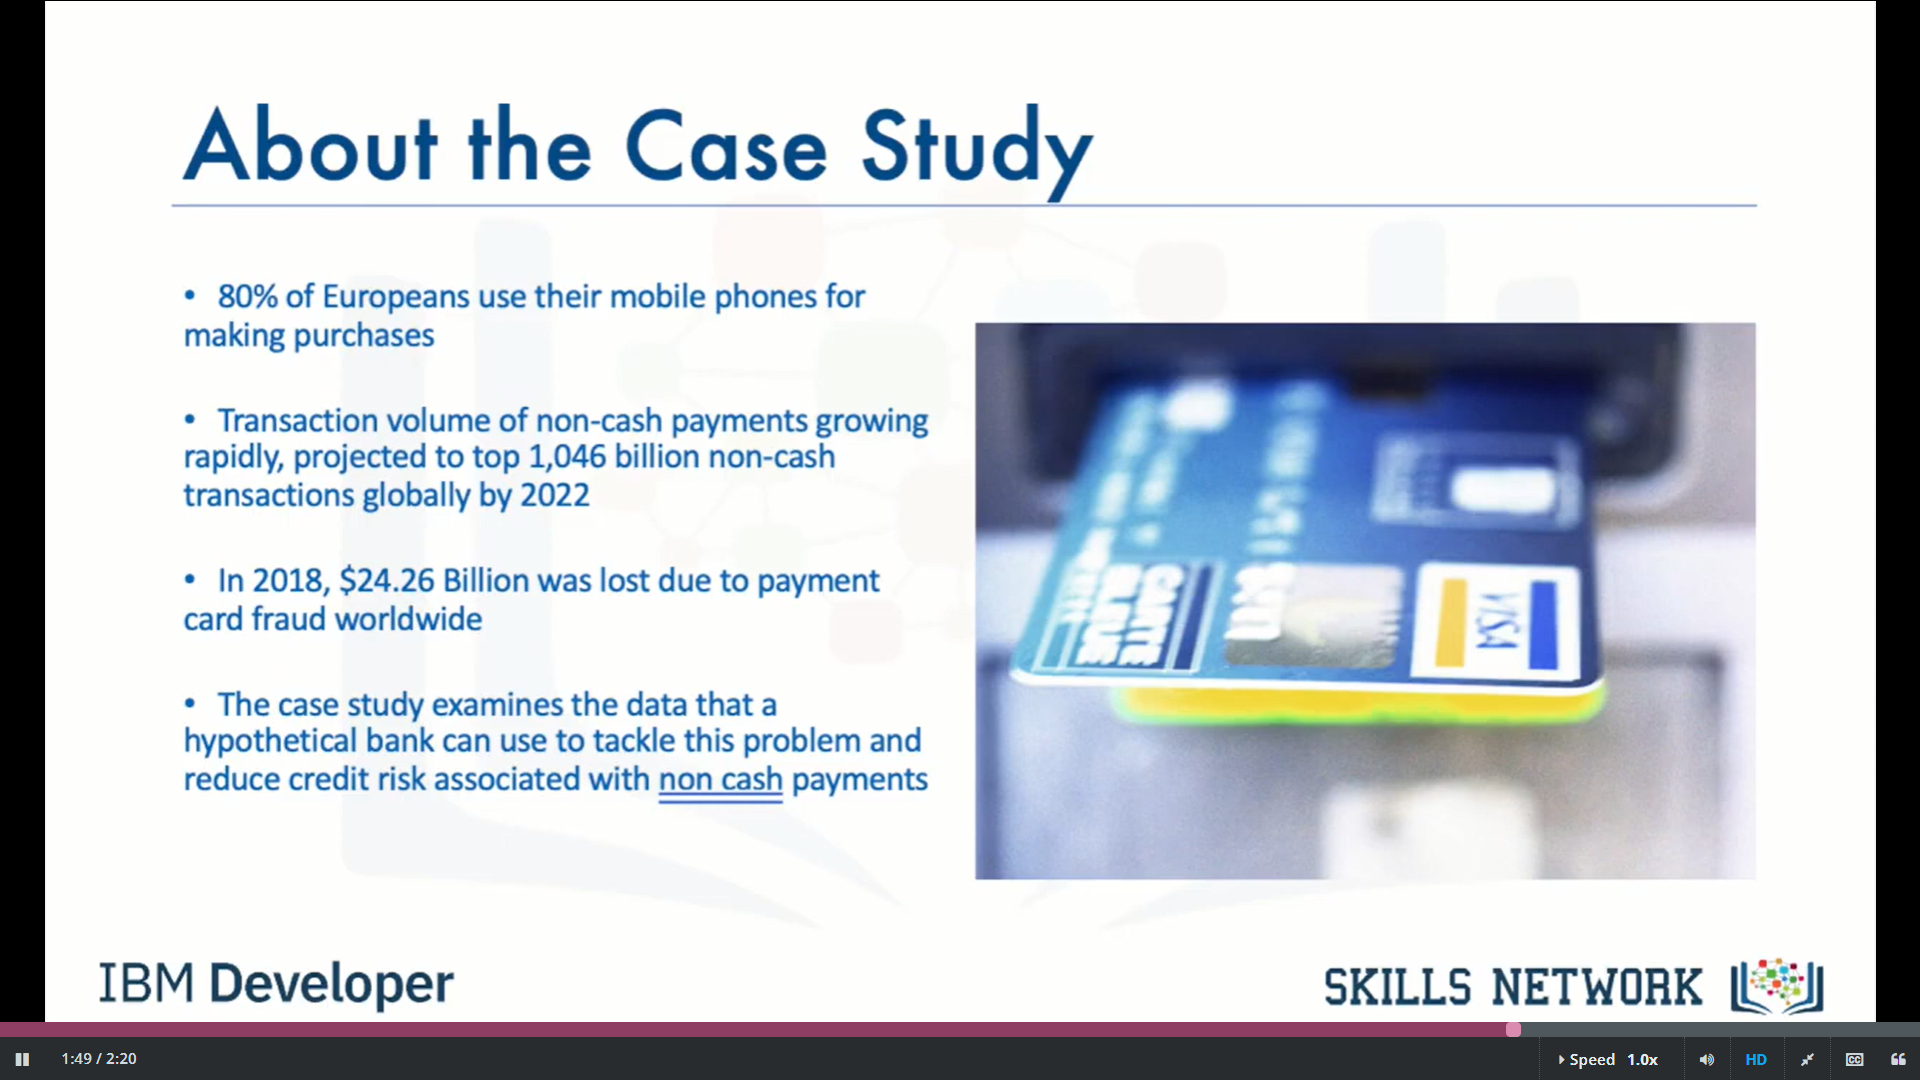 About the Case Study
• 80% of Europeans use their mobile phones for
making purchases
• Transaction volume of non-cash payments growing
rapidly, projected to top 1,046 billion non-cash
transactions globally by 2022
• In 2018, $24.26 Billion was lost due to payment
card fraud worldwide
• The case study examines the data that a
hypothetical bank can use to tackle this problem and
reduce credit risk associated with non cash payments
CARTE
BLEUE
VISA
IBM Developer
SKILLS NETWORK
1:49 / 2:20
Speed 1.0x
HD
CC